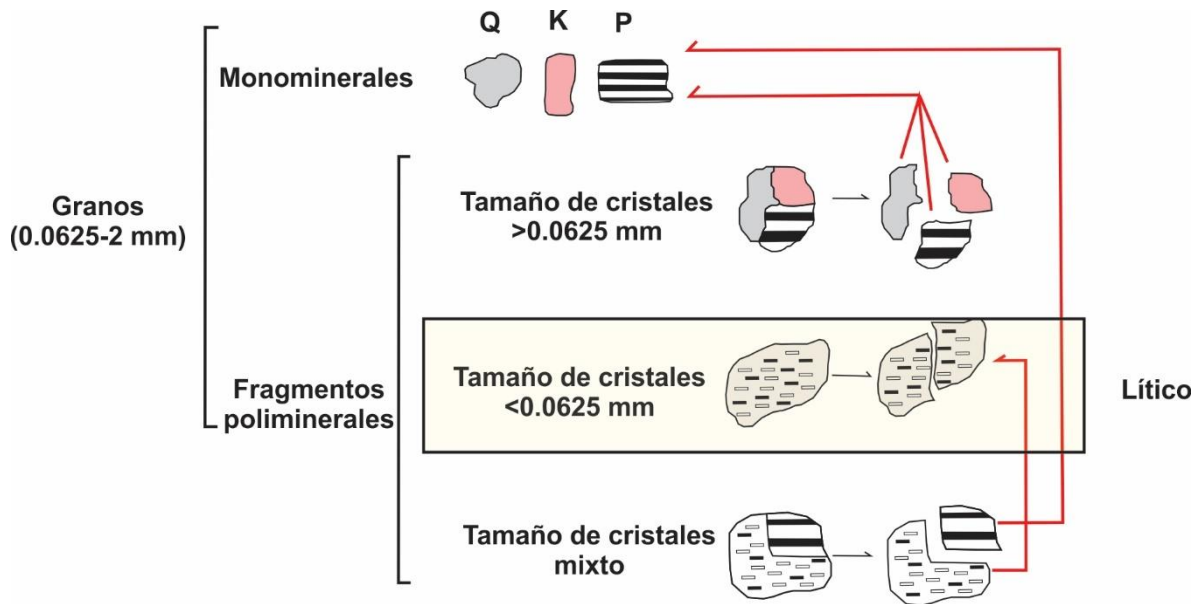 Q K P
Monominerales
Granos
(0.0625-2 mm)
Tamaño de cristales
>0.0625 mm
Fragmentos
poliminerales
Tamaño de cristales
<0.0625 mm
Lítico
Tamaño de cristales
mixto